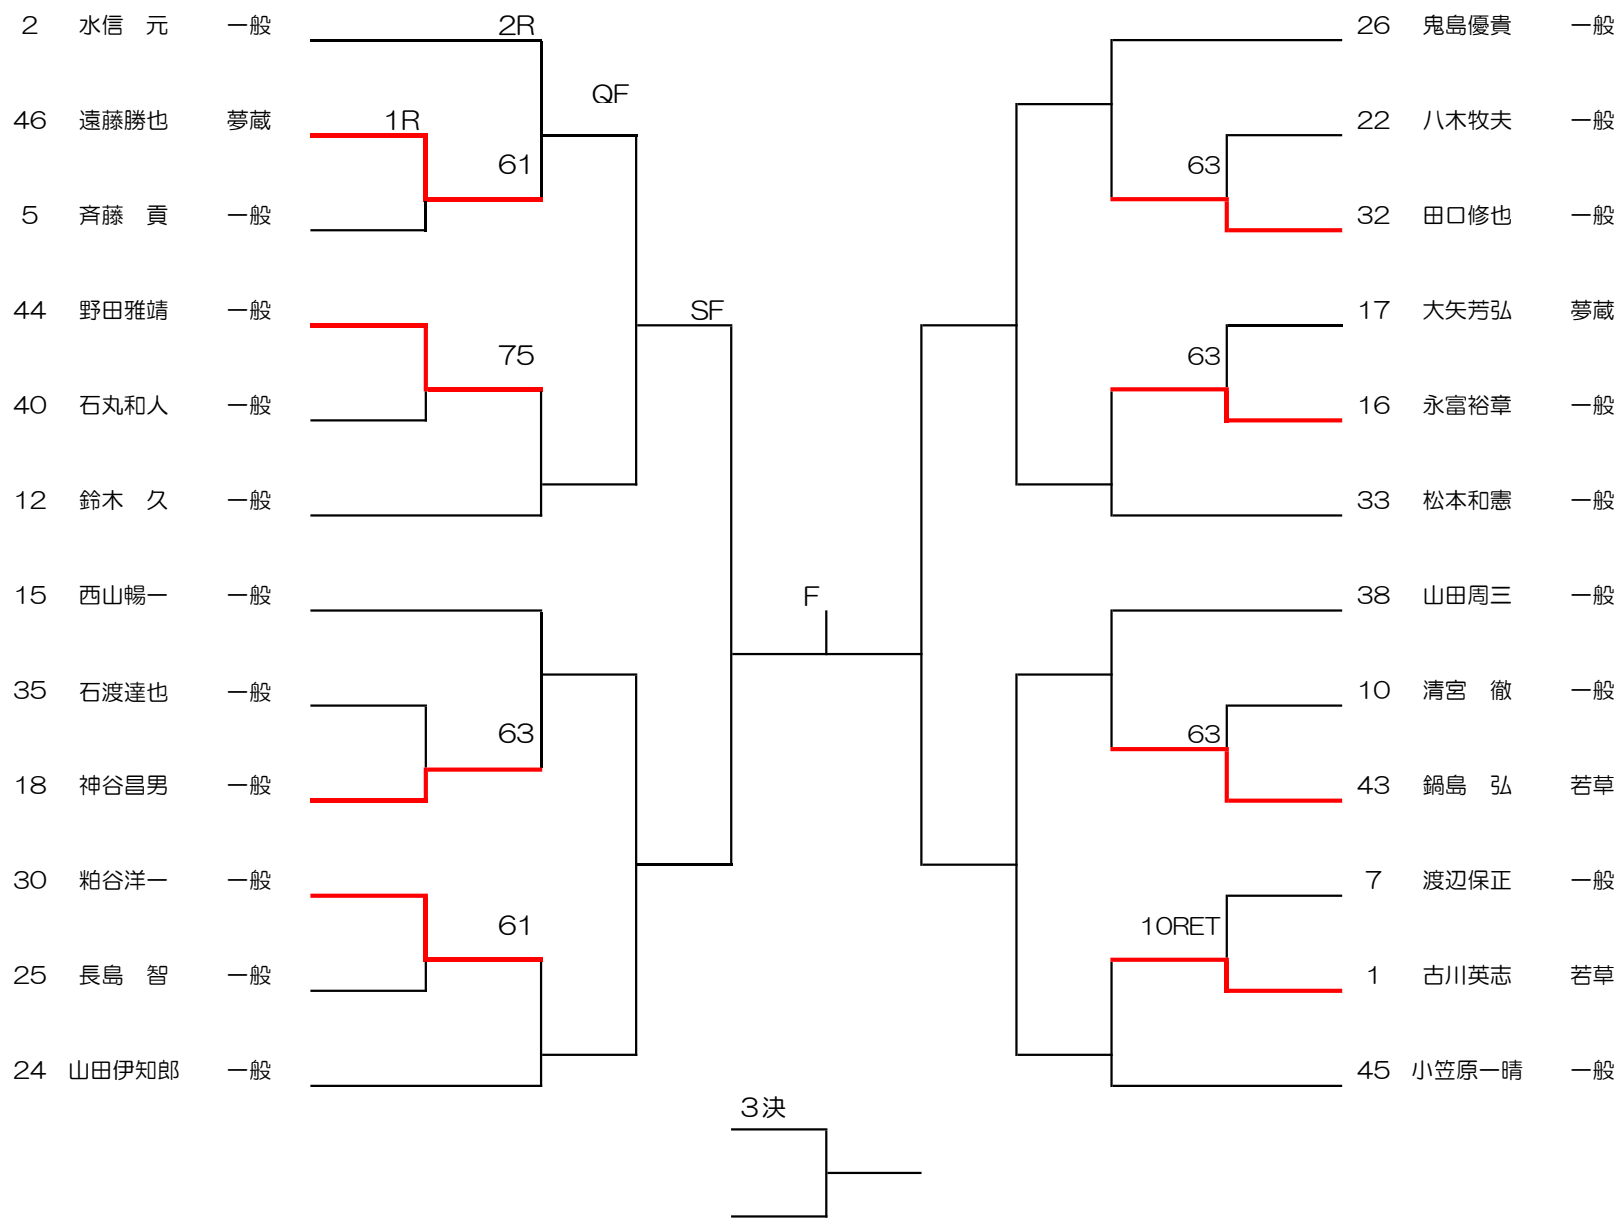 2 水信　元 一般 2R 26 鬼島優貴 一般
QF
46 遠藤勝也 夢蔵 1R 22 八木牧夫 一般
61 63
5 斉藤　貢 一般 32 田口修也 一般
44 野田雅靖 一般 SF 17 大矢芳弘 夢蔵
75 63
40 石丸和人 一般 16 永富裕章 一般
12 鈴木　久 一般 33 松本和憲 一般
15 西山暢一 一般 F 38 山田周三 一般
35 石渡達也 一般 10 清宮　徹 一般
63 63
18 神谷昌男 一般 43 鍋島　弘 若草
30 粕谷洋一 一般 7 渡辺保正 一般
61 10RET
25 長島　智 一般 1 古川英志 若草
24 山田伊知郎 一般 45 小笠原一晴 一般
3決